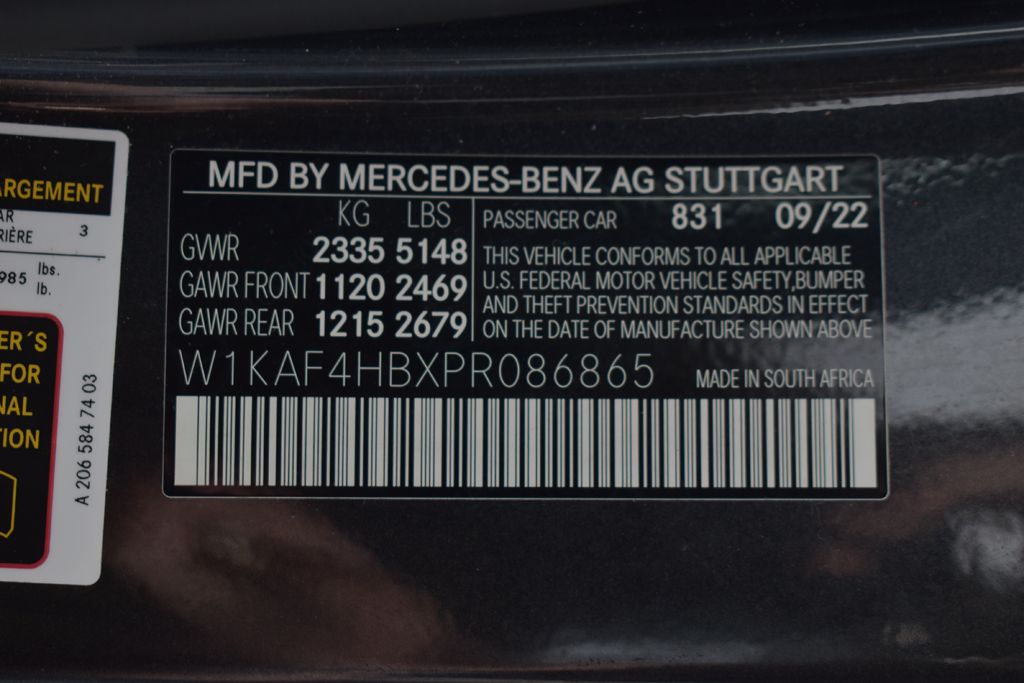 ARGEMENT
AR
RIÈRE 3
985 lbs.
lb.
ER´S
FOR
NAL
TION
A 206 584 74 03
MFD BY MERCEDES-BENZ AG STUTTGART
KG LBS
GVWR 2335 5148
GAWR FRONT 1120 2469
GAWR REAR 1215 2679
PASSENGER CAR 831 09/22
THIS VEHICLE CONFORMS TO ALL APPLICABLE
U.S. FEDERAL MOTOR VEHICLE SAFETY,BUMPER
AND THEFT PREVENTION STANDARDS IN EFFECT
ON THE DATE OF MANUFACTURE SHOWN ABOVE
W1KAF4HBXPR086865 MADE IN SOUTH AFRICA